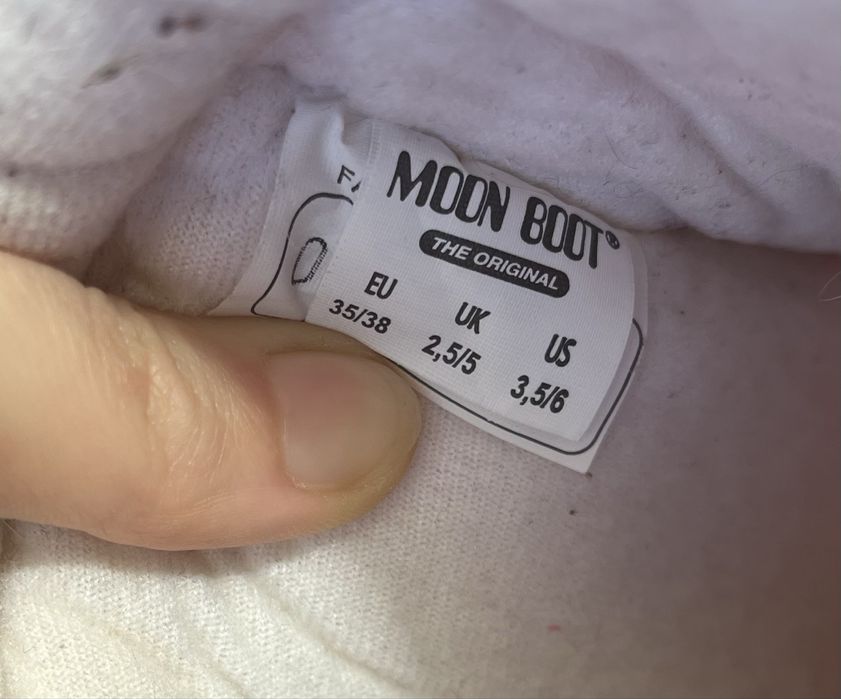 MOON BOOT®
THE ORIGINAL
EU UK US
35/38 2,5/5 3,5/6